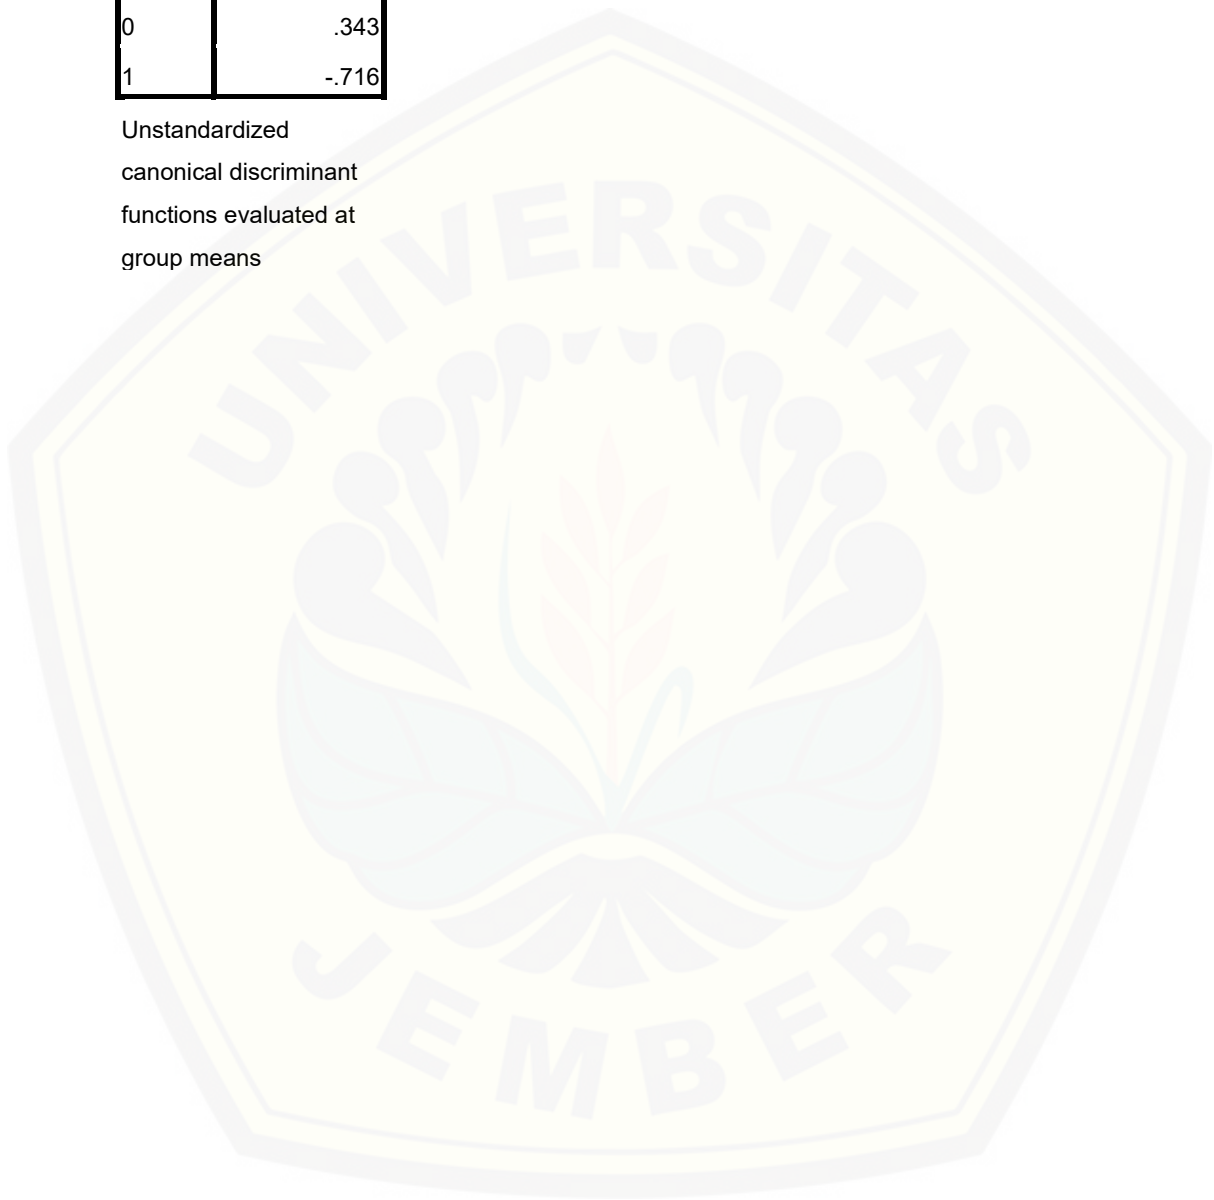 0 .343
1 -.716
Unstandardized
canonical discriminant
functions evaluated at
group means
UNIVERSITAS
JEMBER